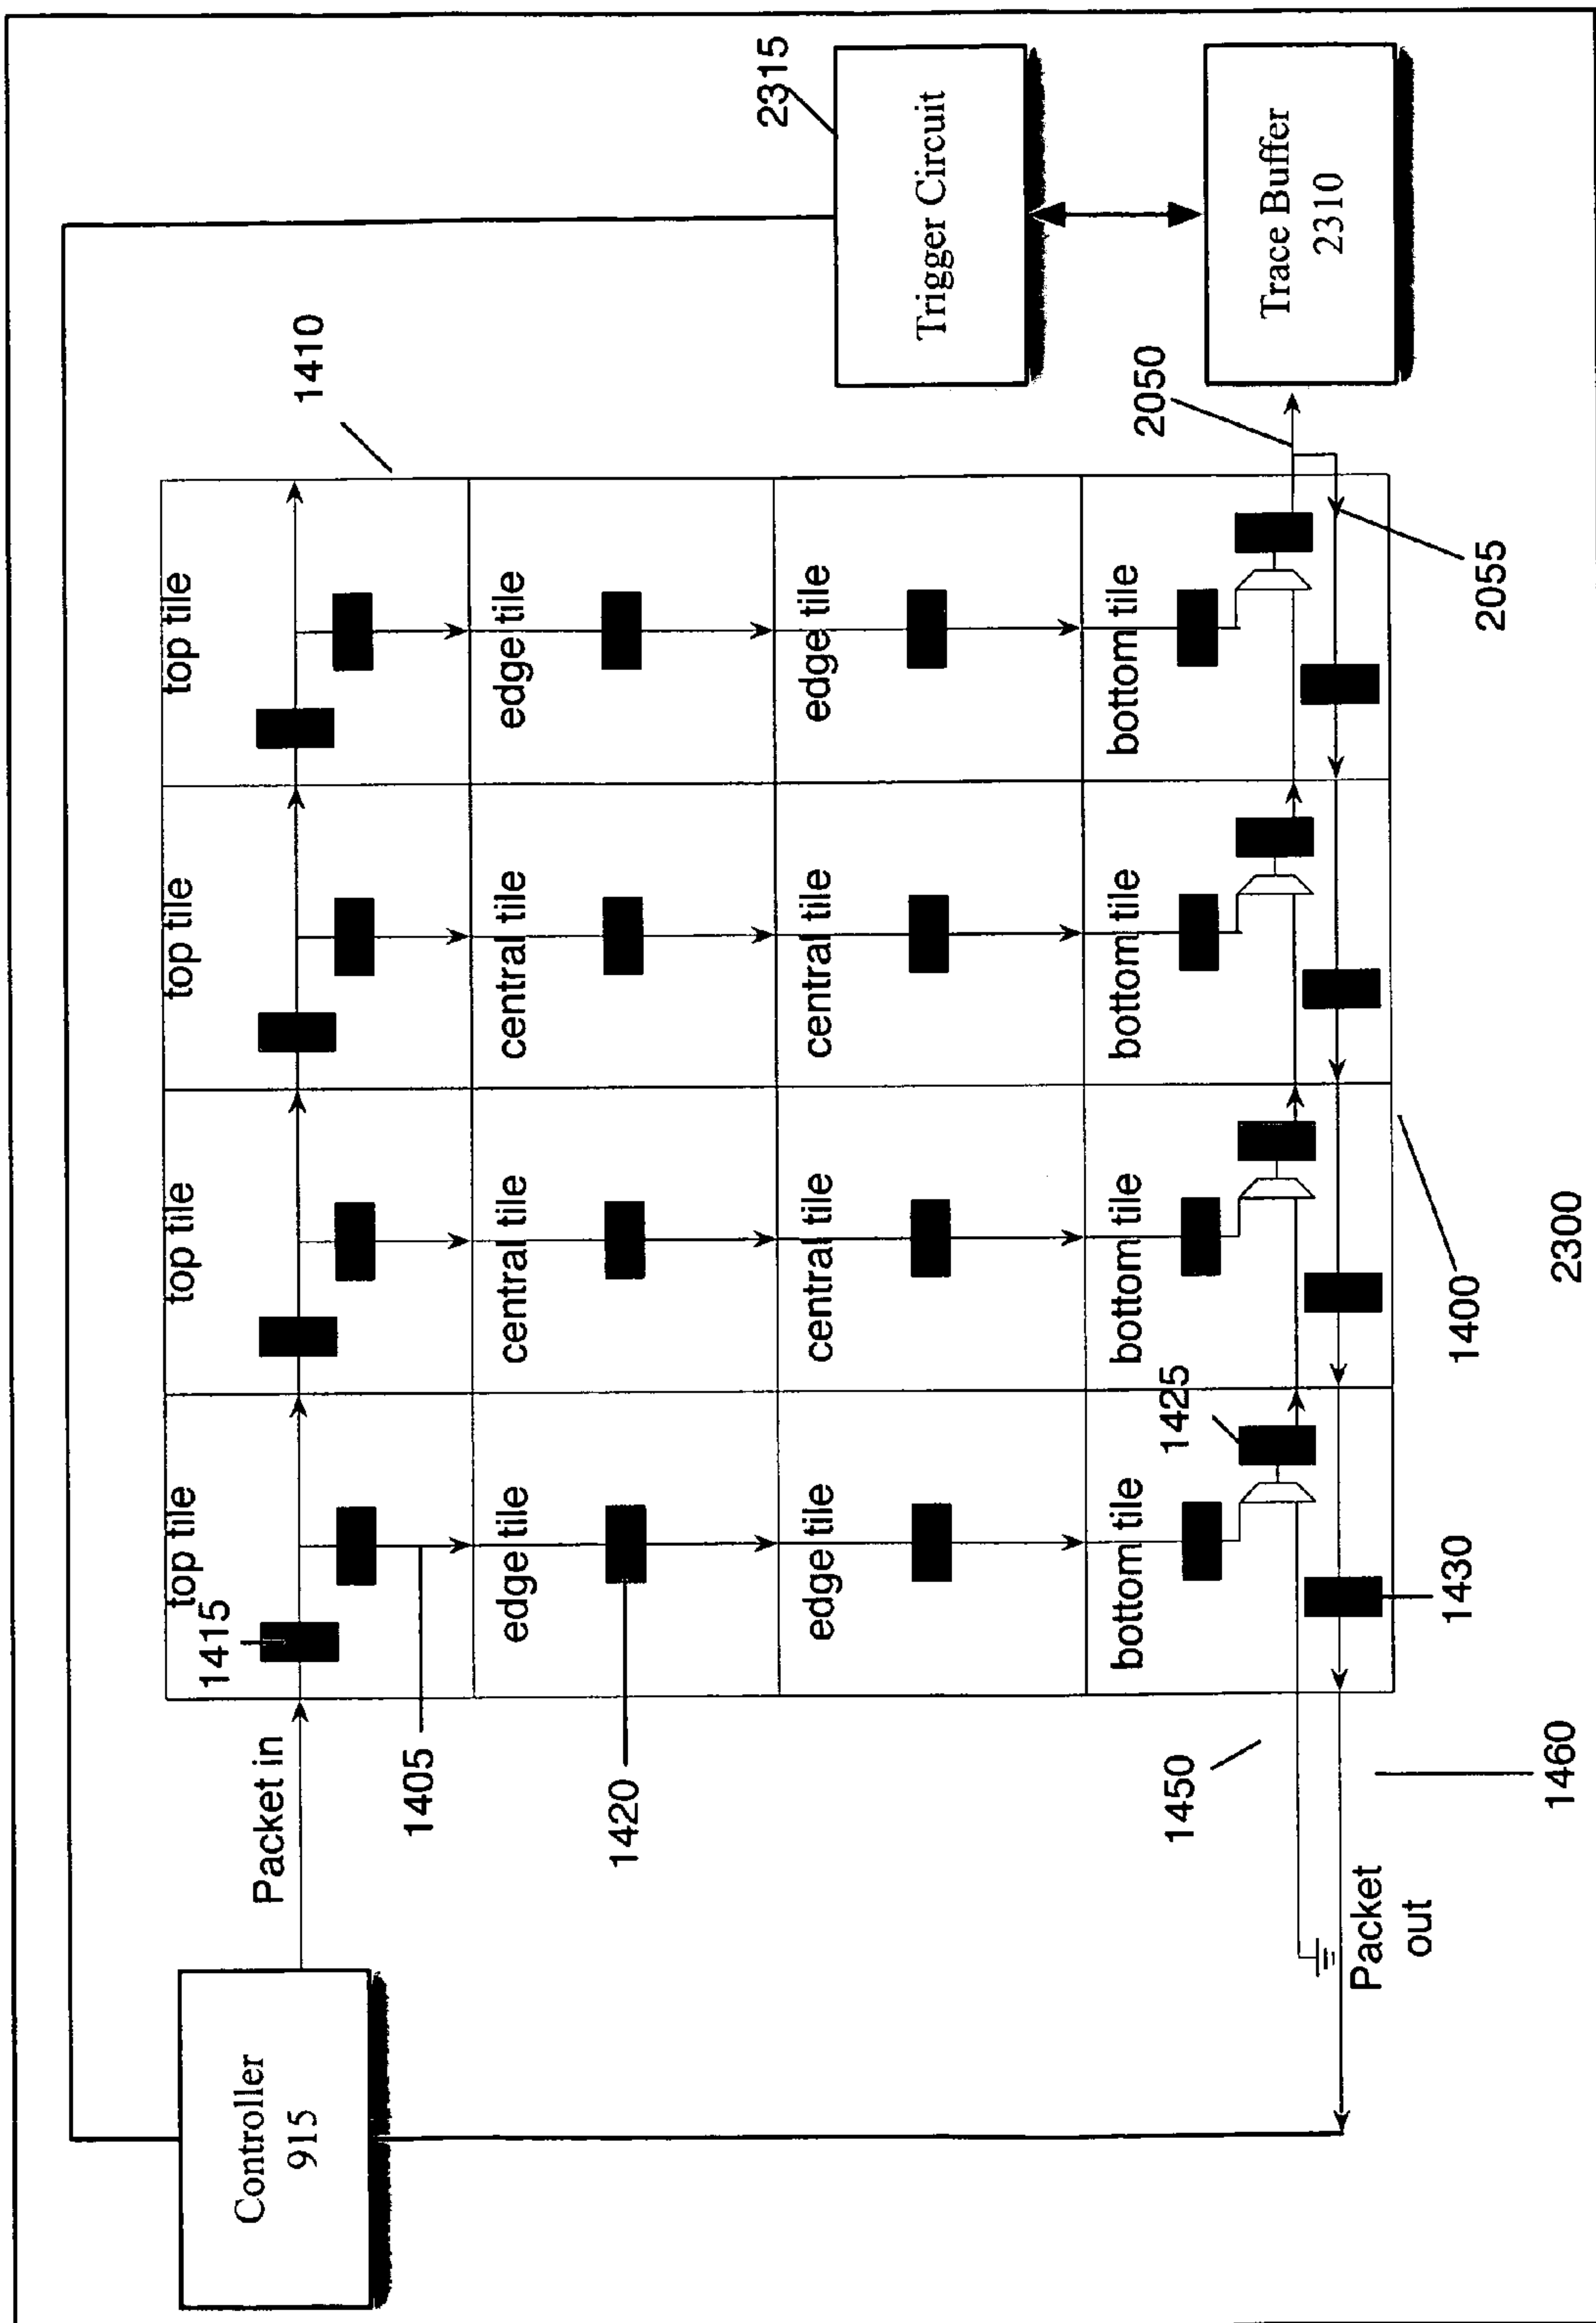 Controller
915
Packet in
1415
top tile
top tile
top tile
top tile
1410
1405
edge tile
central tile
central tile
edge tile
1420
edge tile
central tile
central tile
edge tile
bottom tile
bottom tile
bottom tile
bottom tile
1425
1450
Packet
out
1460
1430
1400
2300
2050
2055
2315
Trigger Circuit
Trace Buffer
2310